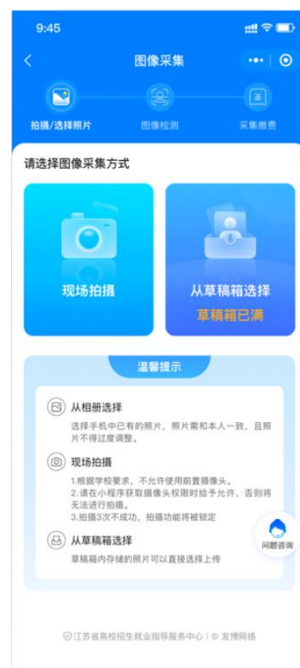 9:45
图像采集
拍摄/选择照片
图像检测
采集缴费
请选择图像采集方式
现场拍摄
从草稿箱选择
草稿箱已满
温馨提示
从相册选择
选择手机中已有的照片，照片需和本人一致，且照
片不得过度调整。
现场拍摄
1.根据学校要求，不允许使用前置摄像头。
2.请在小程序获取摄像头权限时给予允许，否则将
无法进行拍摄。
3.拍摄3次不成功，拍摄功能将被锁定
问题咨询
从草稿箱选择
草稿箱内存储的照片可以直接选择上传
江苏省高校招生就业指导服务中心 | © 友博网络